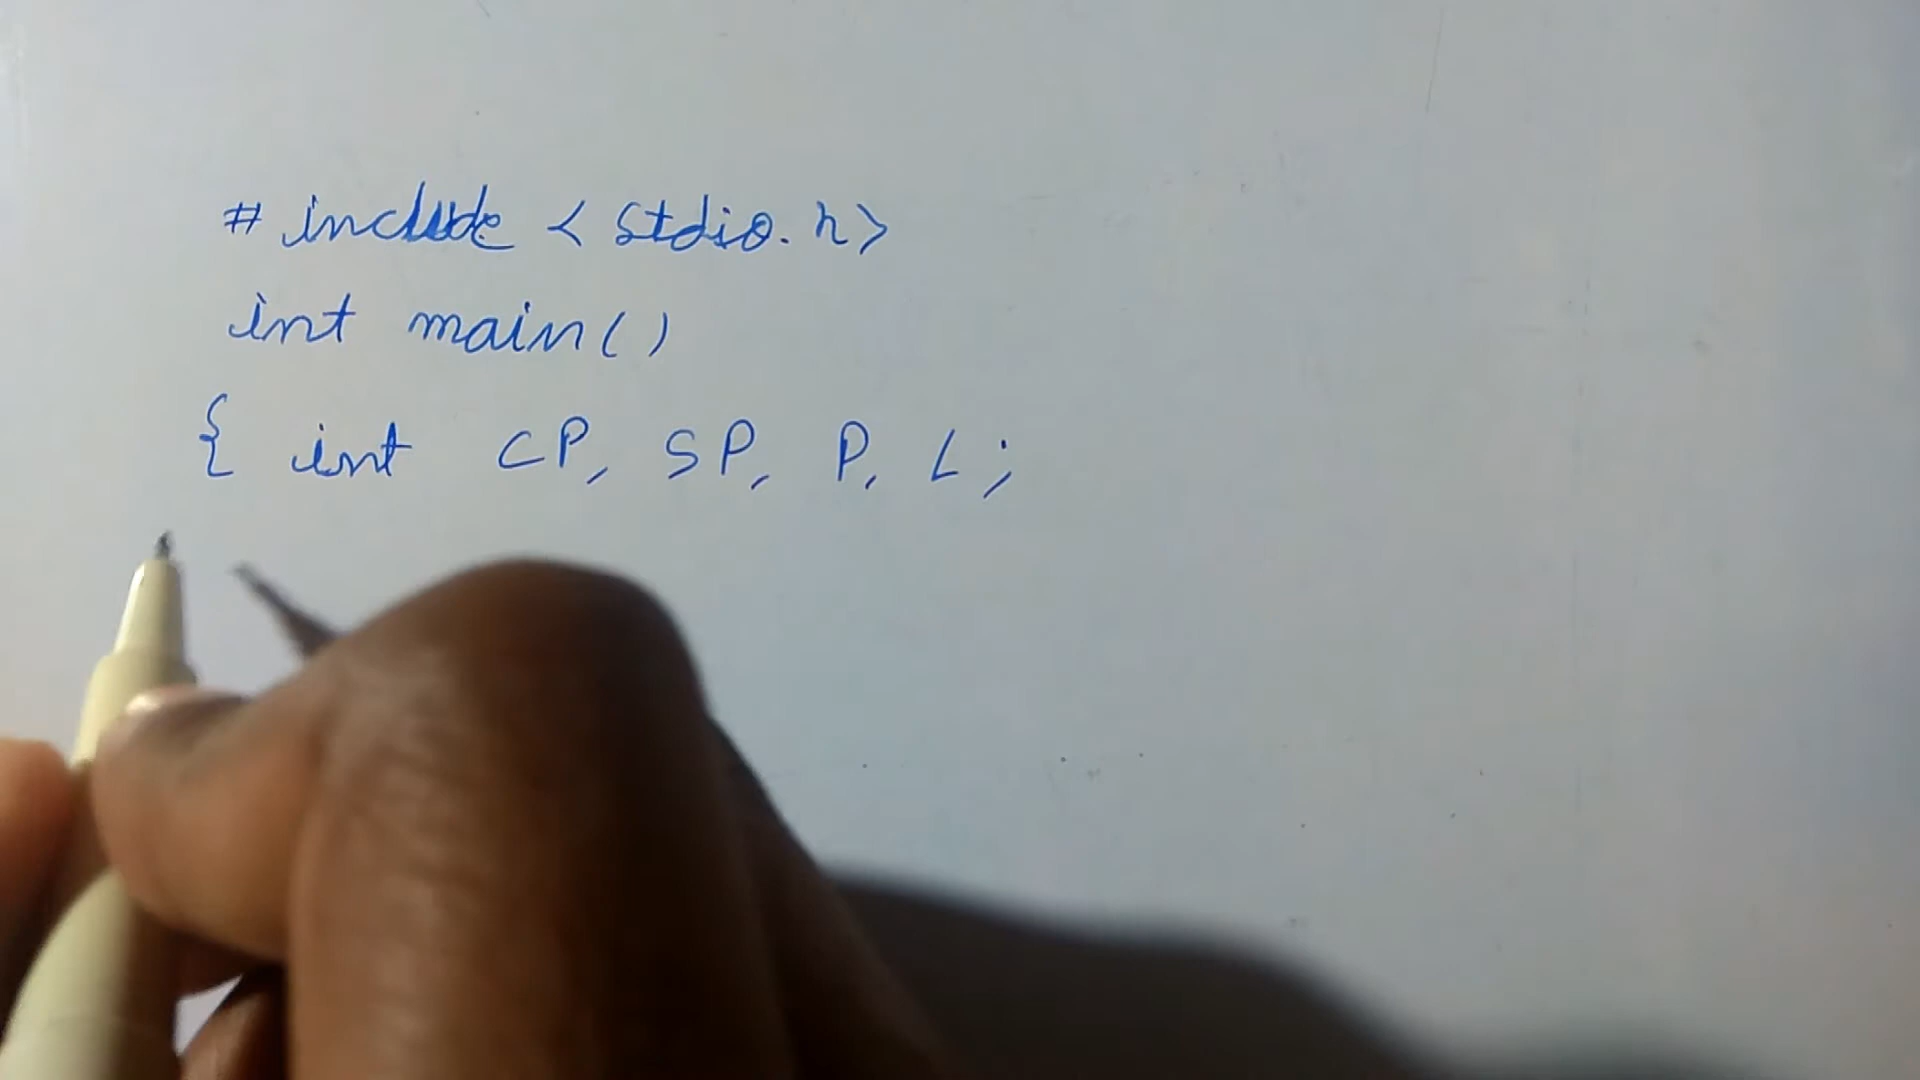 # include < stdio.h>
int main()
{ int CP, SP, P, L;